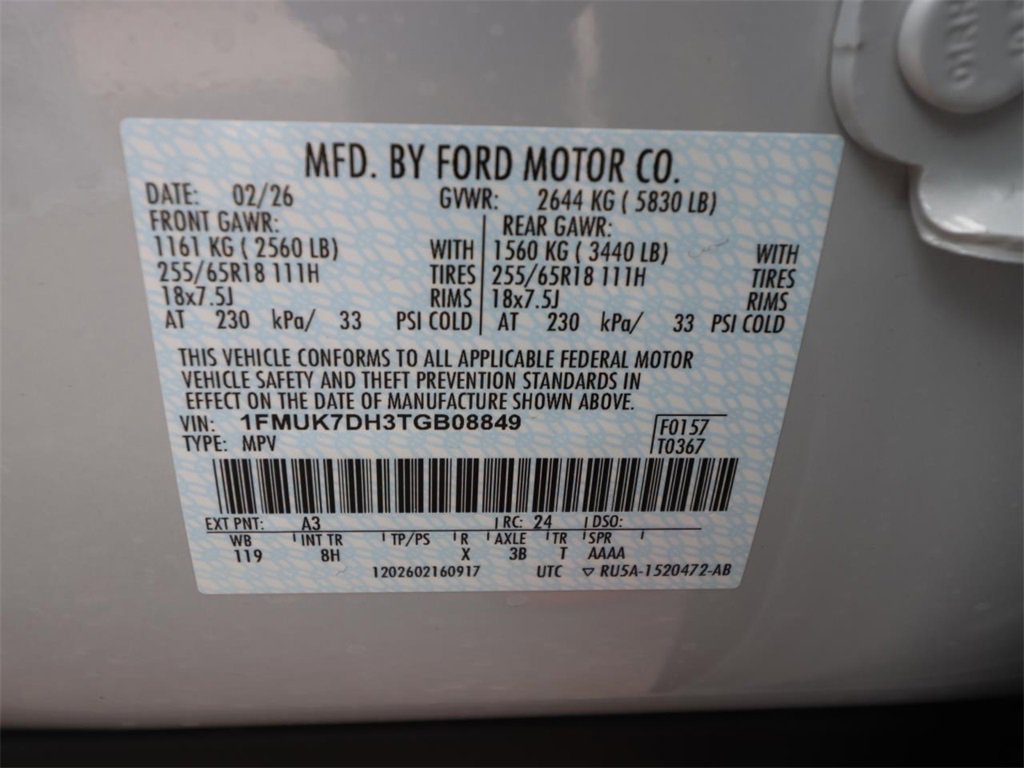 MFD. BY FORD MOTOR CO.
DATE: 02/26 GVWR: 2644 KG ( 5830 LB)
FRONT GAWR: REAR GAWR:
1161 KG ( 2560 LB) WITH 1560 KG ( 3440 LB) WITH
255/65R18 111H TIRES 255/65R18 111H TIRES
18x7.5J RIMS 18x7.5J RIMS
AT 230 kPa/ 33 PSI COLD AT 230 kPa/ 33 PSI COLD
THIS VEHICLE CONFORMS TO ALL APPLICABLE FEDERAL MOTOR
VEHICLE SAFETY AND THEFT PREVENTION STANDARDS IN
EFFECT ON THE DATE OF MANUFACTURE SHOWN ABOVE.
VIN: 1FMUK7DH3TGB08849 F0157
TYPE: MPV T0367
EXT PNT: A3 RC: 24 DSO:
WB INT TR TP/PS R AXLE TR SPR
119 8H X 3B T AAAA
1202602160917 UTC ▽ RU5A-1520472-AB